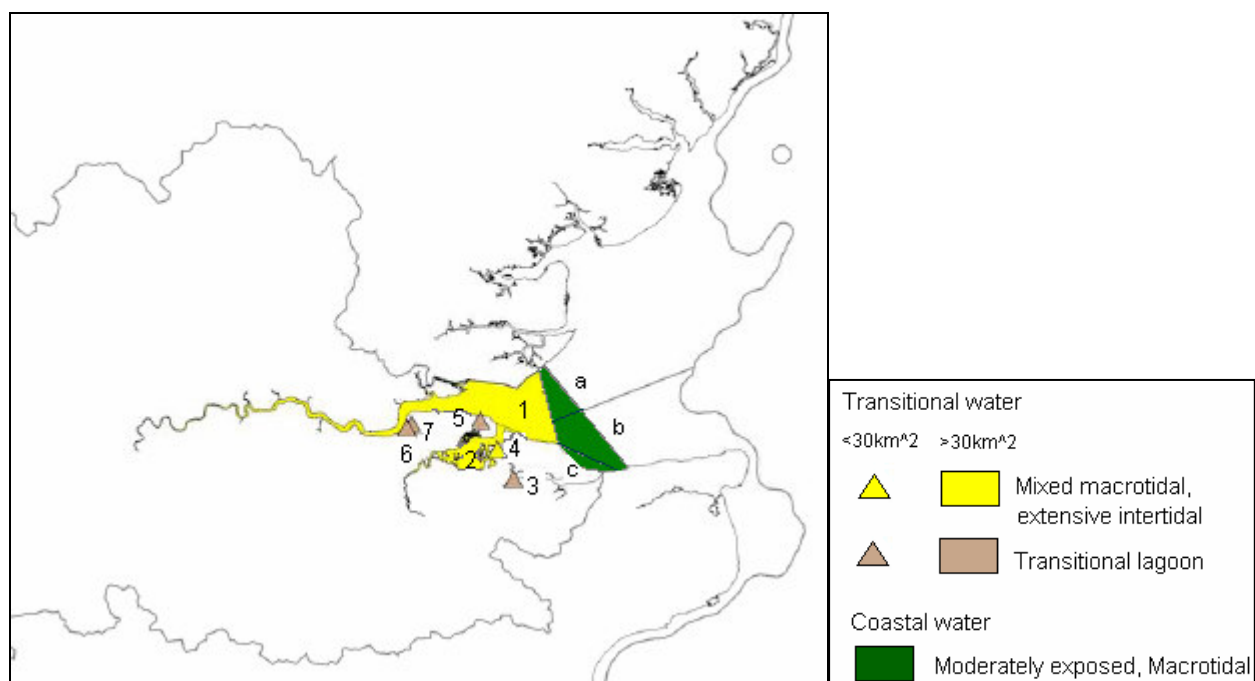 a
1
b
5
7
4
6
2
c
3
Transitional water
<30km^2 >30km^2
Mixed macrotidal,
extensive intertidal
Transitional lagoon
Coastal water
Moderately exposed, Macrotidal